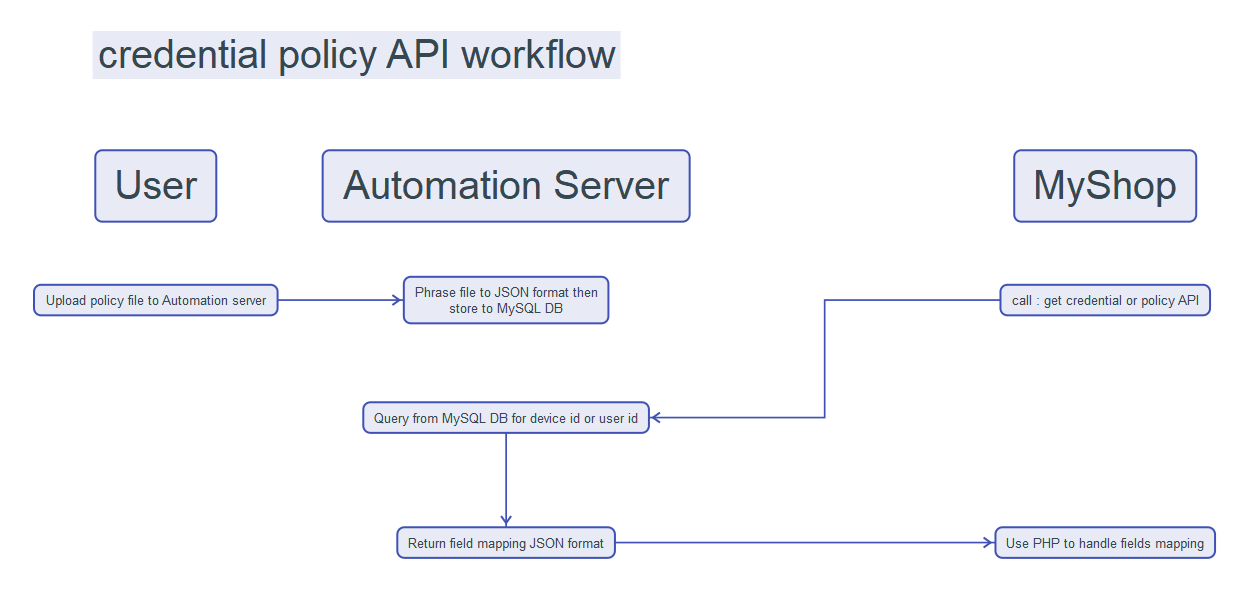 credential policy API workflow
User
Automation Server
MyShop
Upload policy file to Automation server
Phrase file to JSON format then
store to MySQL DB
call : get credential or policy API
Query from MySQL DB for device id or user id
Return field mapping JSON format
Use PHP to handle fields mapping